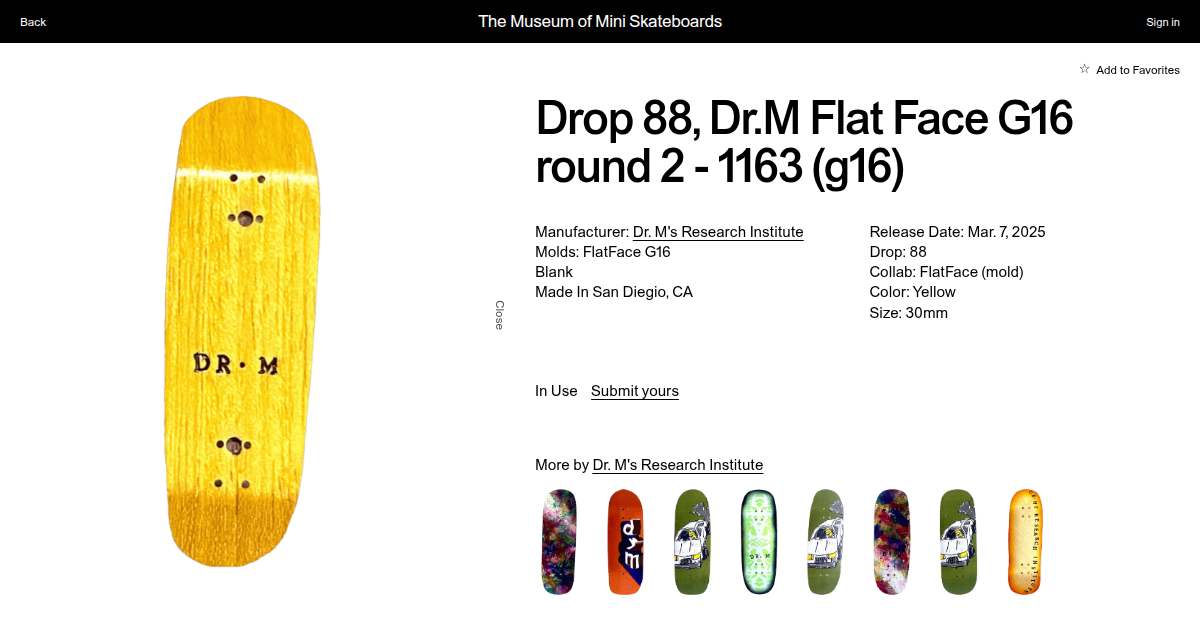 Back
The Museum of Mini Skateboards
Sign in
☆ Add to Favorites
Drop 88, Dr.M Flat Face G16
round 2 - 1163 (g16)
Manufacturer: Dr. M's Research Institute
Molds: FlatFace G16
Blank
Made In San Diegio, CA
Release Date: Mar. 7, 2025
Drop: 88
Collab: FlatFace (mold)
Color: Yellow
Size: 30mm
DR. M
Close
In Use
Submit yours
More by Dr. M's Research Institute
drm
DR. M